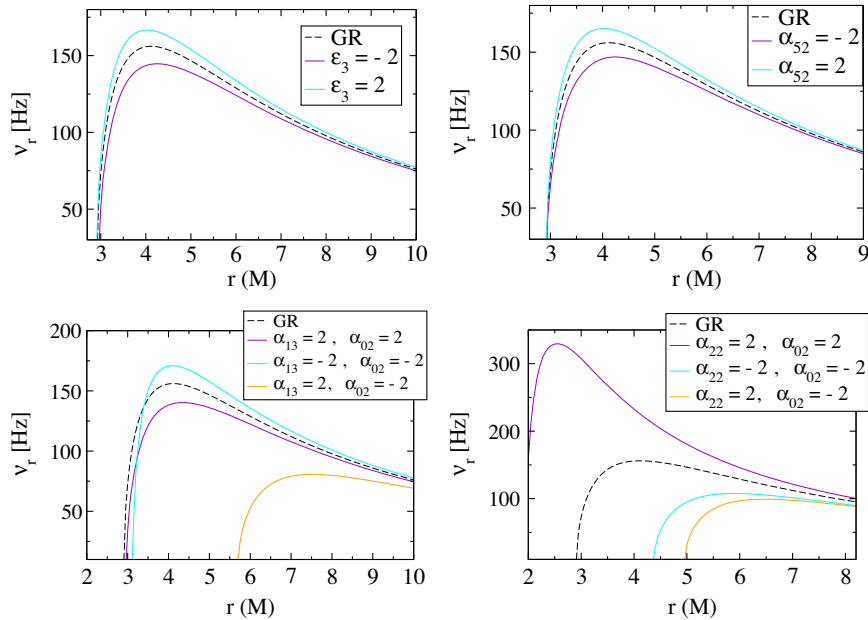 GR
ε₃ = - 2
ε₃ = 2
ν_r [Hz]
150
100
50
3 4 5 6 7 8 9 10
r (M)
GR
α₅₂ = - 2
α₅₂ = 2
ν_r [Hz]
150
100
50
3 4 5 6 7 8 9
r (M)
GR
α₁₃ = 2 , α₀₂ = 2
α₁₃ = - 2 , α₀₂ = - 2
α₁₃ = 2, α₀₂ = - 2
ν_r [Hz]
200
150
100
50
2 3 4 5 6 7 8 9 10
r (M)
GR
α₂₂ = 2 , α₀₂ = 2
α₂₂ = - 2 , α₀₂ = - 2
α₂₂ = 2, α₀₂ = - 2
ν_r [Hz]
300
200
100
2 3 4 5 6 7 8
r (M)